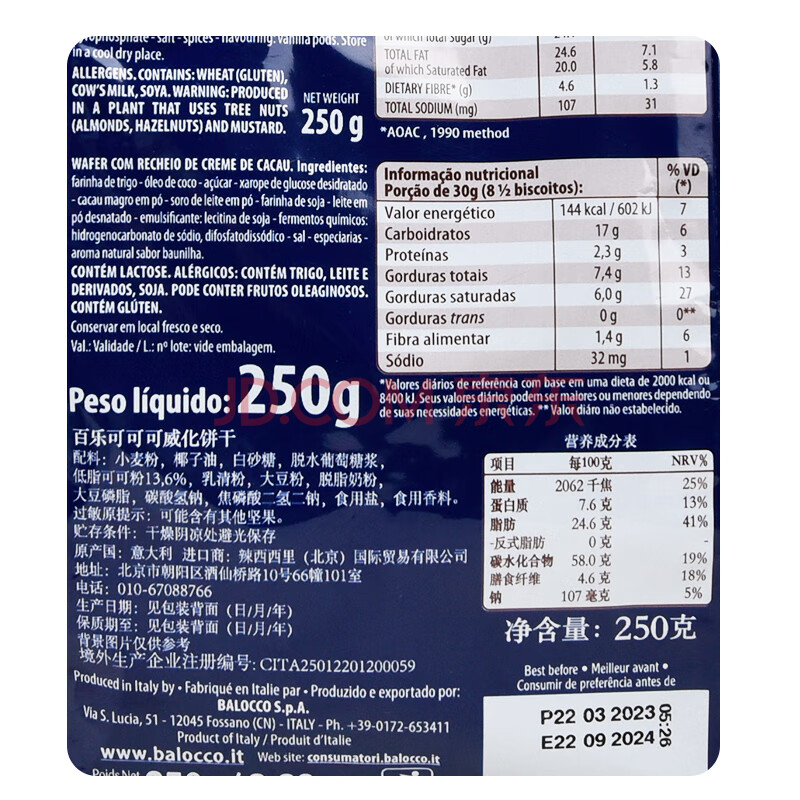 - salt - spices - flavouring: vanilla pods. Store
in a cool dry place.
ALLERGENS. CONTAINS: WHEAT (GLUTEN),
COW'S MILK, SOYA. WARNING: PRODUCED
IN A PLANT THAT USES TREE NUTS
(ALMONDS, HAZELNUTS) AND MUSTARD.
NET WEIGHT
250 g
of which Total Sugar (g)
TOTAL FAT 24.6 7.1
of which Saturated Fat 20.0 5.8
DIETARY FIBRE* (g) 4.6 1.3
TOTAL SODIUM (mg) 107 31
*AOAC , 1990 method
WAFER COM RECHEIO DE CREME DE CACAU. Ingredientes:
farinha de trigo - óleo de coco - açúcar - xarope de glucose desidratado
- cacau magro em pó - soro de leite em pó - farinha de soja - leite em
pó desnatado - emulsificante: lecitina de soja - fermentos químicos:
hidrogenocarbonato de sódio, difosfatodissódico - sal - especiarias -
aroma natural sabor baunilha.
CONTÉM LACTOSE. ALÉRGICOS: CONTÉM TRIGO, LEITE E
DERIVADOS, SOJA. PODE CONTER FRUTOS OLEAGINOSOS.
CONTÉM GLÚTEN.
Conservar em local fresco e seco.
Val.: Validade / L.: nº lote: vide embalagem.
Peso líquido: 250g
Informação nutricional
Porção de 30g (8 ½ biscoitos):
% VD
(*)
Valor energético 144 kcal / 602 kJ 7
Carboidratos 17 g 6
Proteínas 2,3 g 3
Gorduras totais 7,4 g 13
Gorduras saturadas 6,0 g 27
Gorduras trans 0 g 0**
Fibra alimentar 1,4 g 6
Sódio 32 mg 1
*Valores diários de referência com base em uma dieta de 2000 kcal ou
8400 kJ. Seus valores diários podem ser maiores ou menores dependendo
de suas necessidades energéticas. ** Valor diáro não estabelecido.
JD.COM 京东
百乐可可可威化饼干
配料：小麦粉，椰子油，白砂糖，脱水葡萄糖浆，
低脂可可粉13,6%，乳清粉，大豆粉，脱脂奶粉，
大豆磷脂，碳酸氢钠，焦磷酸二氢二钠，食用盐，食用香料。
过敏原提示：可能含有其他坚果。
贮存条件：干燥阴凉处避光保存
原产国：意大利 进口商：辣西西里（北京）国际贸易有限公司
地址：北京市朝阳区酒仙桥路10号66幢101室
电话：010-67088766
生产日期：见包装背面（日/月/年）
保质期至：见包装背面（日/月/年）
背景图片仅供参考
境外生产企业注册编号：CITA25012201200059
营养成分表
项目 每100克 NRV%
能量 2062 千焦 25%
蛋白质 7.6 克 13%
脂肪 24.6 克 41%
-反式脂肪 0 克 -
碳水化合物 58.0 克 19%
膳食纤维 4.6 克 18%
钠 107 毫克 5%
净含量：250克
Produced in Italy by • Fabriqué en Italie par • Produzido e exportado por:
BALOCCO S.p.A.
Via S. Lucia, 51 - 12045 Fossano (CN) - ITALY - Ph. +39-0172-653411
Product of Italy / Produit d'Italie
www.balocco.it Web site: consumatori.balocco.it
Poids Net
Best before • Meilleur avant •
Consumir de preferência antes de
P22 03 2023
E22 09 2024
05:26